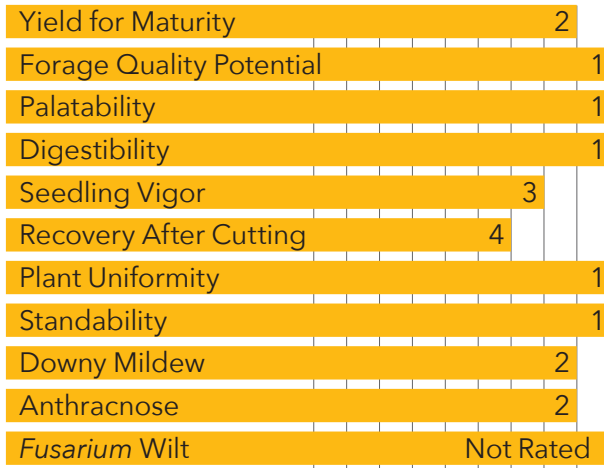 Yield for Maturity 2
Forage Quality Potential 1
Palatability 1
Digestibility 1
Seedling Vigor 3
Recovery After Cutting 4
Plant Uniformity 1
Standability 1
Downy Mildew 2
Anthracnose 2
Fusarium Wilt Not Rated